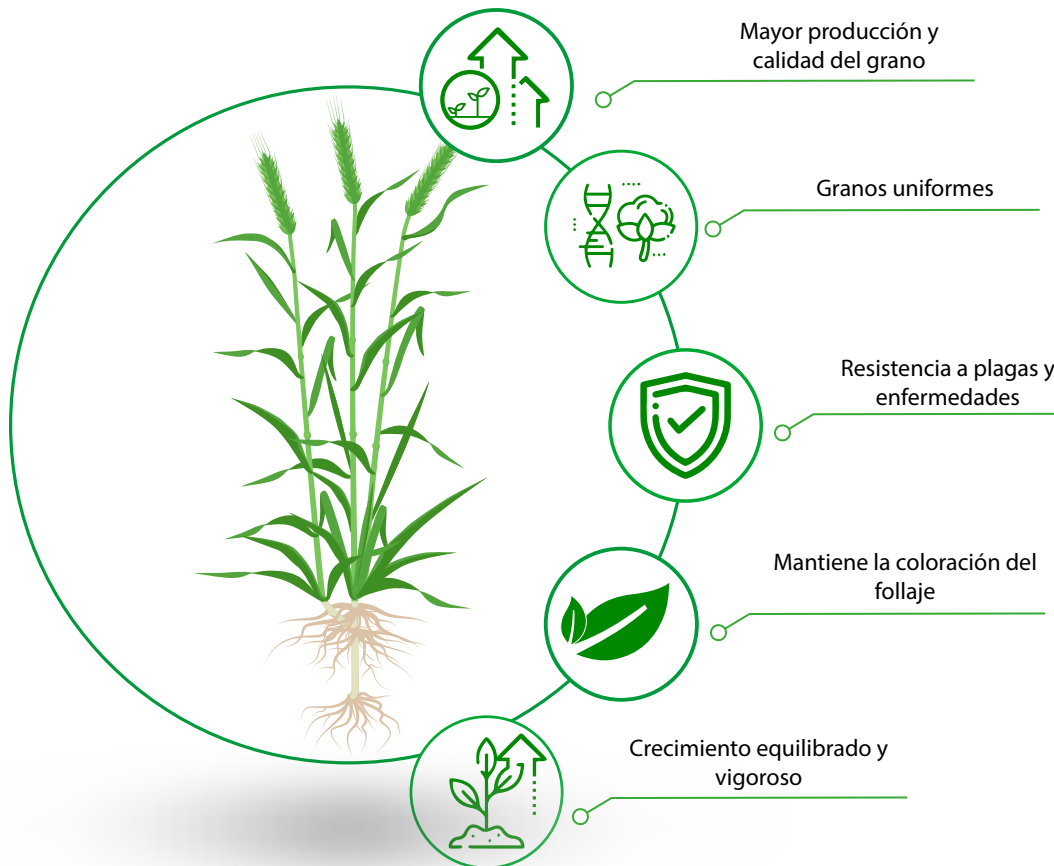 Mayor producción y
calidad del grano
Granos uniformes
Resistencia a plagas y
enfermedades
Mantiene la coloración del
follaje
Crecimiento equilibrado y
vigoroso